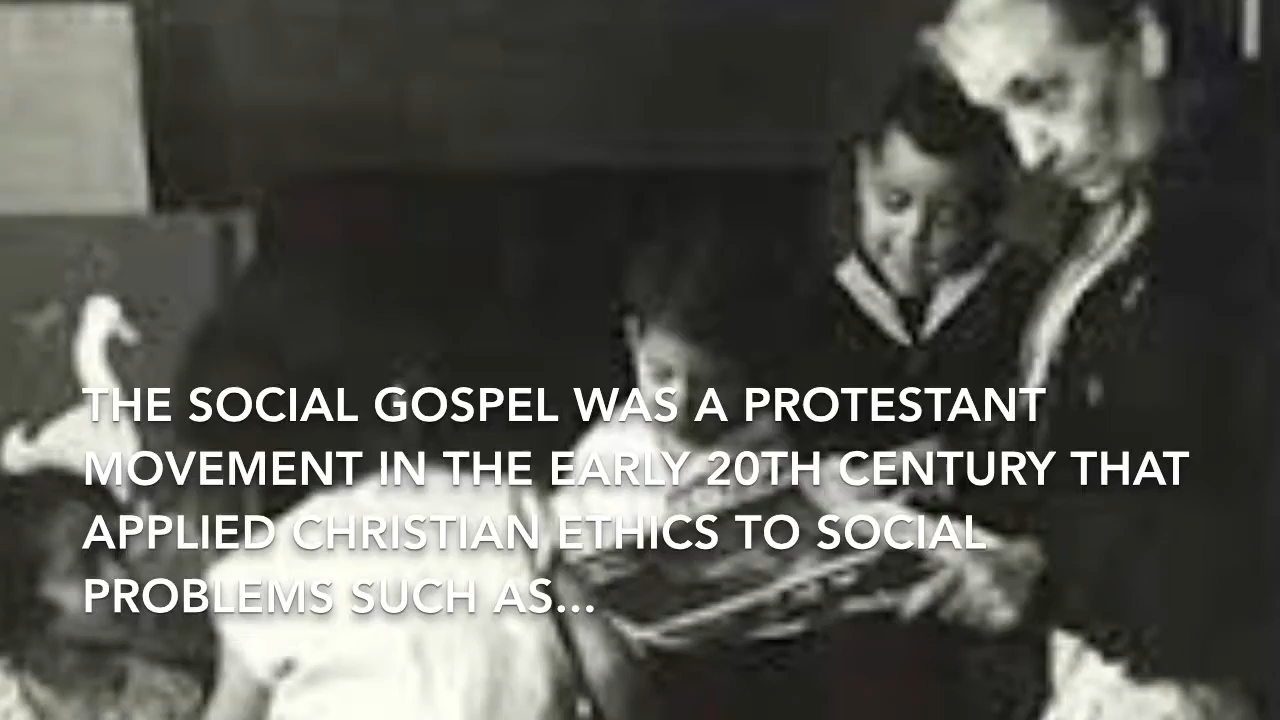 THE SOCIAL GOSPEL WAS A PROTESTANT
MOVEMENT IN THE EARLY 20TH CENTURY THAT
APPLIED CHRISTIAN ETHICS TO SOCIAL
PROBLEMS SUCH AS...